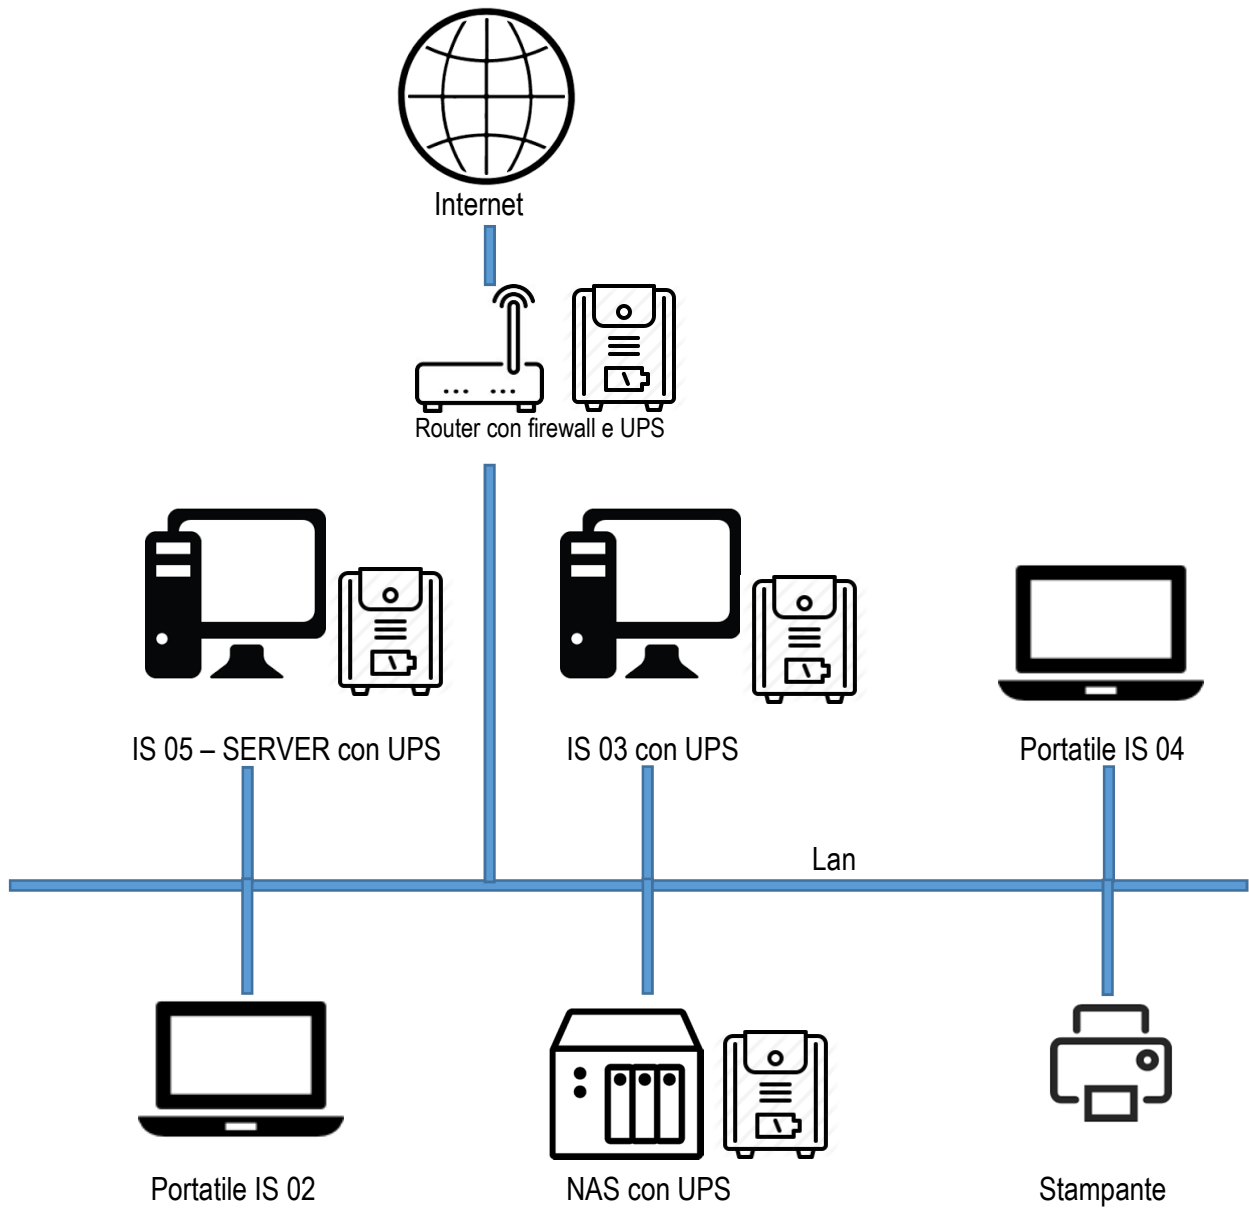 Internet
Router con firewall e UPS
IS 05 – SERVER con UPS
IS 03 con UPS
Portatile IS 04
Lan
Portatile IS 02
NAS con UPS
Stampante